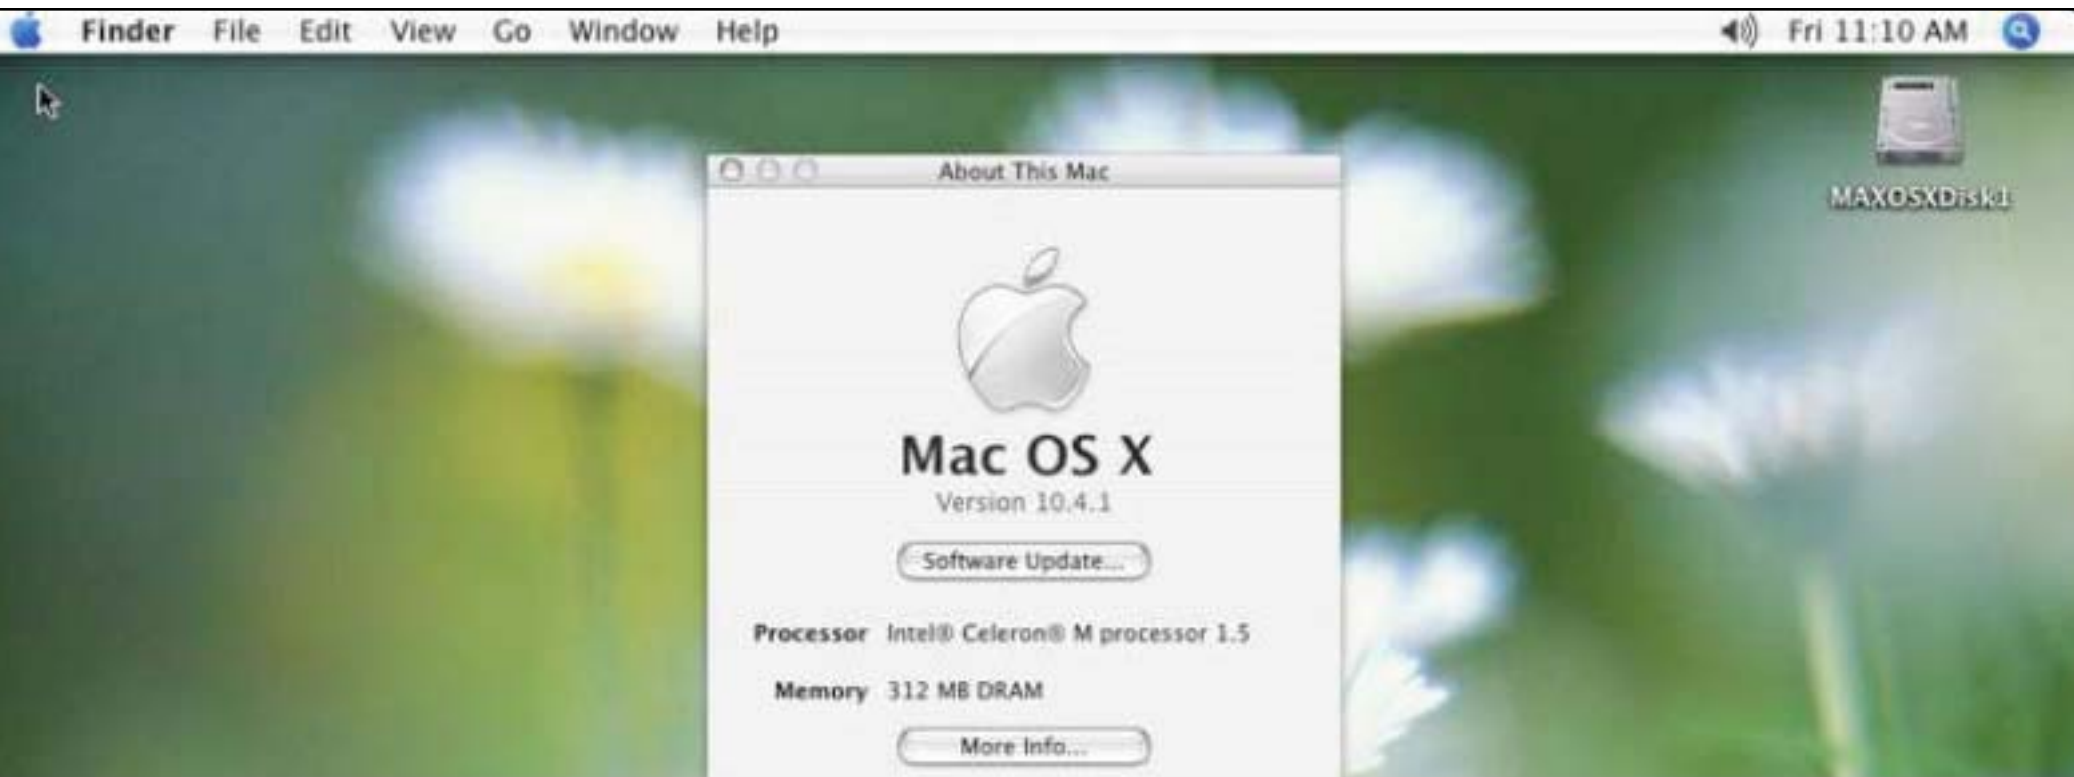 Finder File Edit View Go Window Help Fri 11:10 AM
MAXOSXDisk1
About This Mac
Mac OS X
Version 10.4.1
Software Update...
Processor Intel® Celeron® M processor 1.5
Memory 312 MB DRAM
More Info...